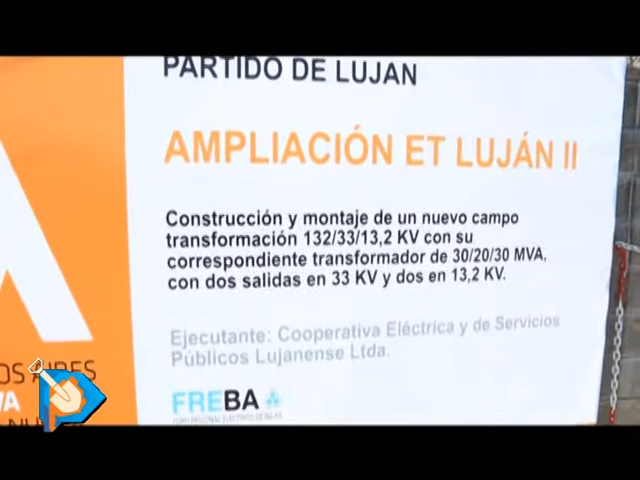 PARTIDO DE LUJAN
AMPLIACIÓN ET LUJÁN II
Construcción y montaje de un nuevo campo
transformación 132/33/13,2 KV con su
correspondiente transformador de 30/20/30 MVA,
con dos salidas en 33 KV y dos en 13,2 KV.
Ejecutante: Cooperativa Eléctrica y de Servicios
Públicos Lujanense Ltda.
FREBA
OS AIRES